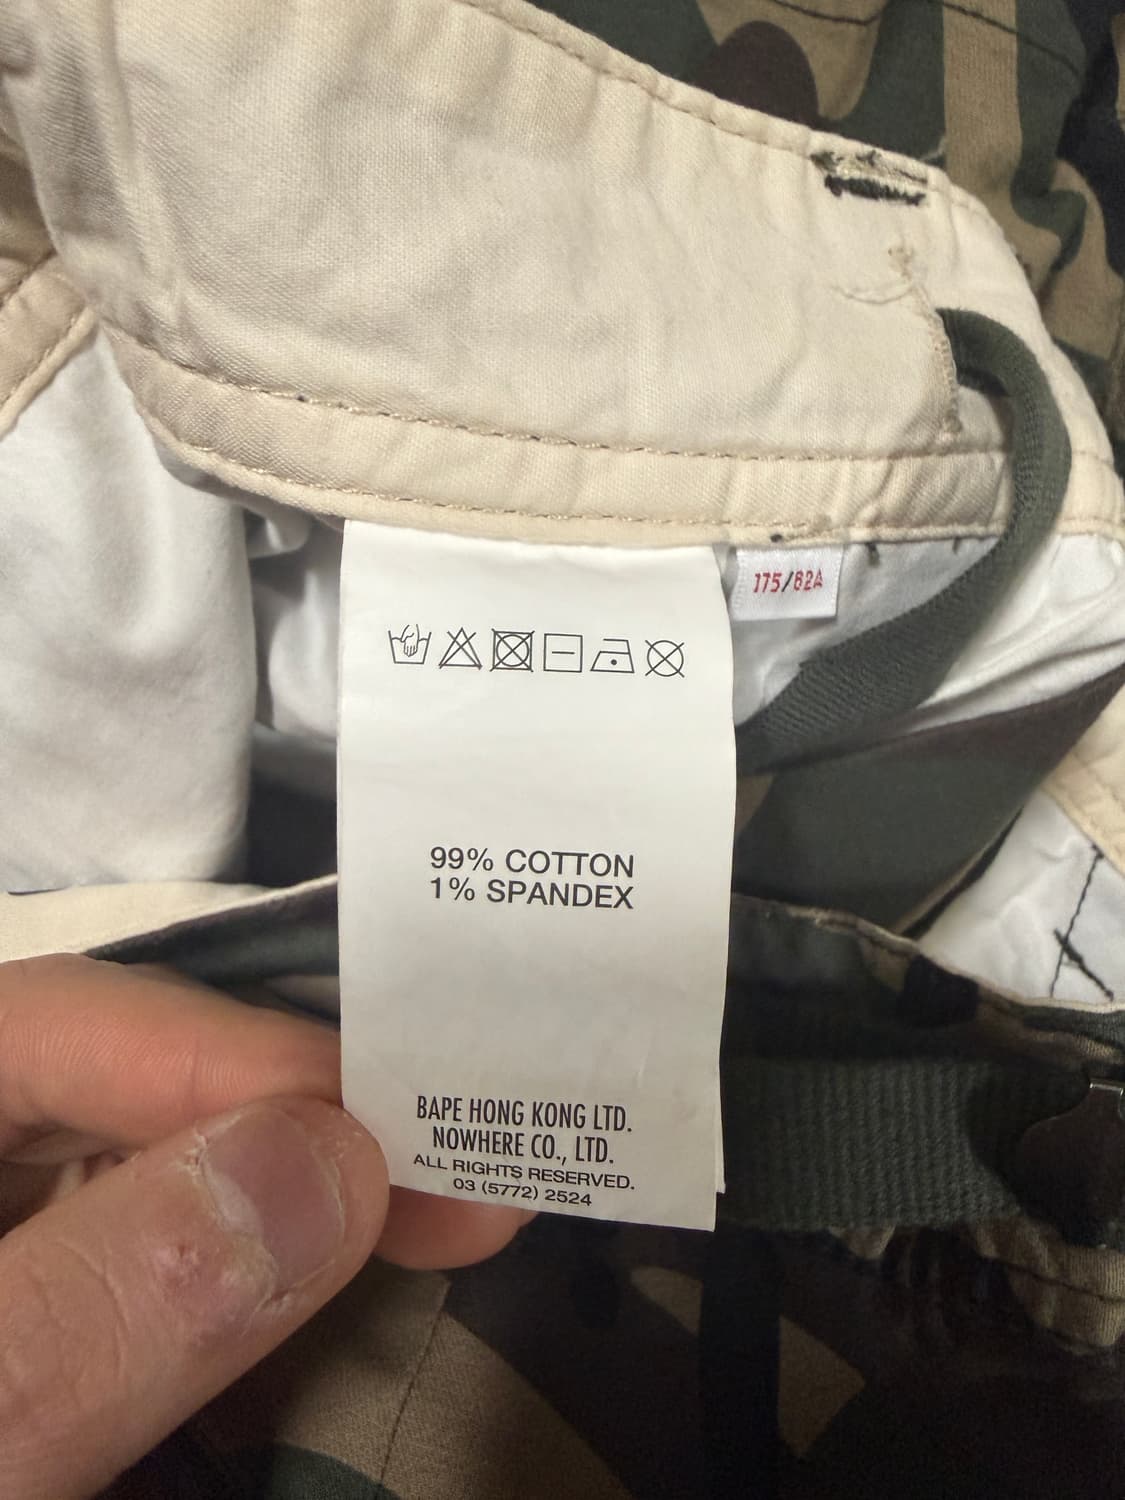 175/82A
99% COTTON
1% SPANDEX
BAPE HONG KONG LTD.
NOWHERE CO., LTD.
ALL RIGHTS RESERVED.
03 (5772) 2524